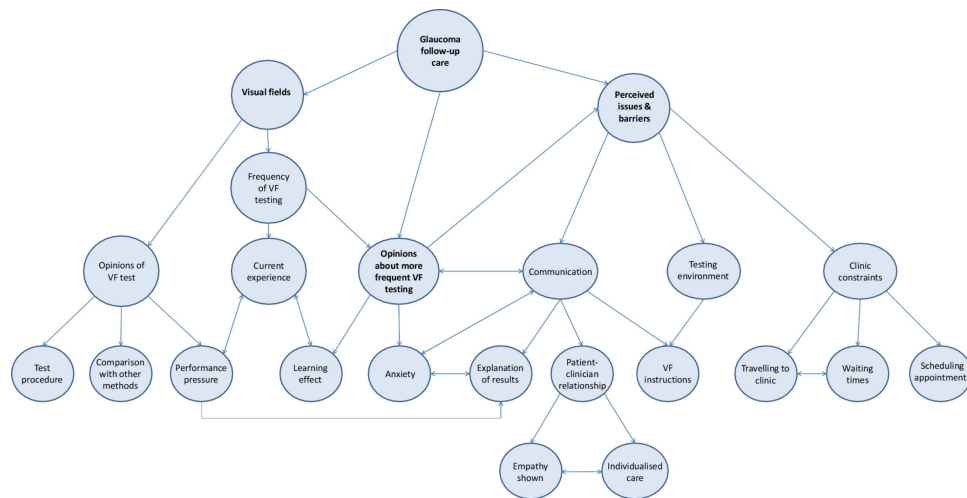 Glaucoma
follow-up
care
Visual fields
Perceived
issues &
barriers
Frequency
of VF
testing
Opinions of
VF test
Current
experience
Opinions
about more
frequent VF
testing
Communication
Testing
environment
Clinic
constraints
Test
procedure
Comparison
with other
methods
Performance
pressure
Learning
effect
Anxiety
Explanation
of results
Patient-
clinician
relationship
VF
instructions
Travelling to
clinic
Waiting
times
Scheduling
appointment
Empathy
shown
Individualised
care